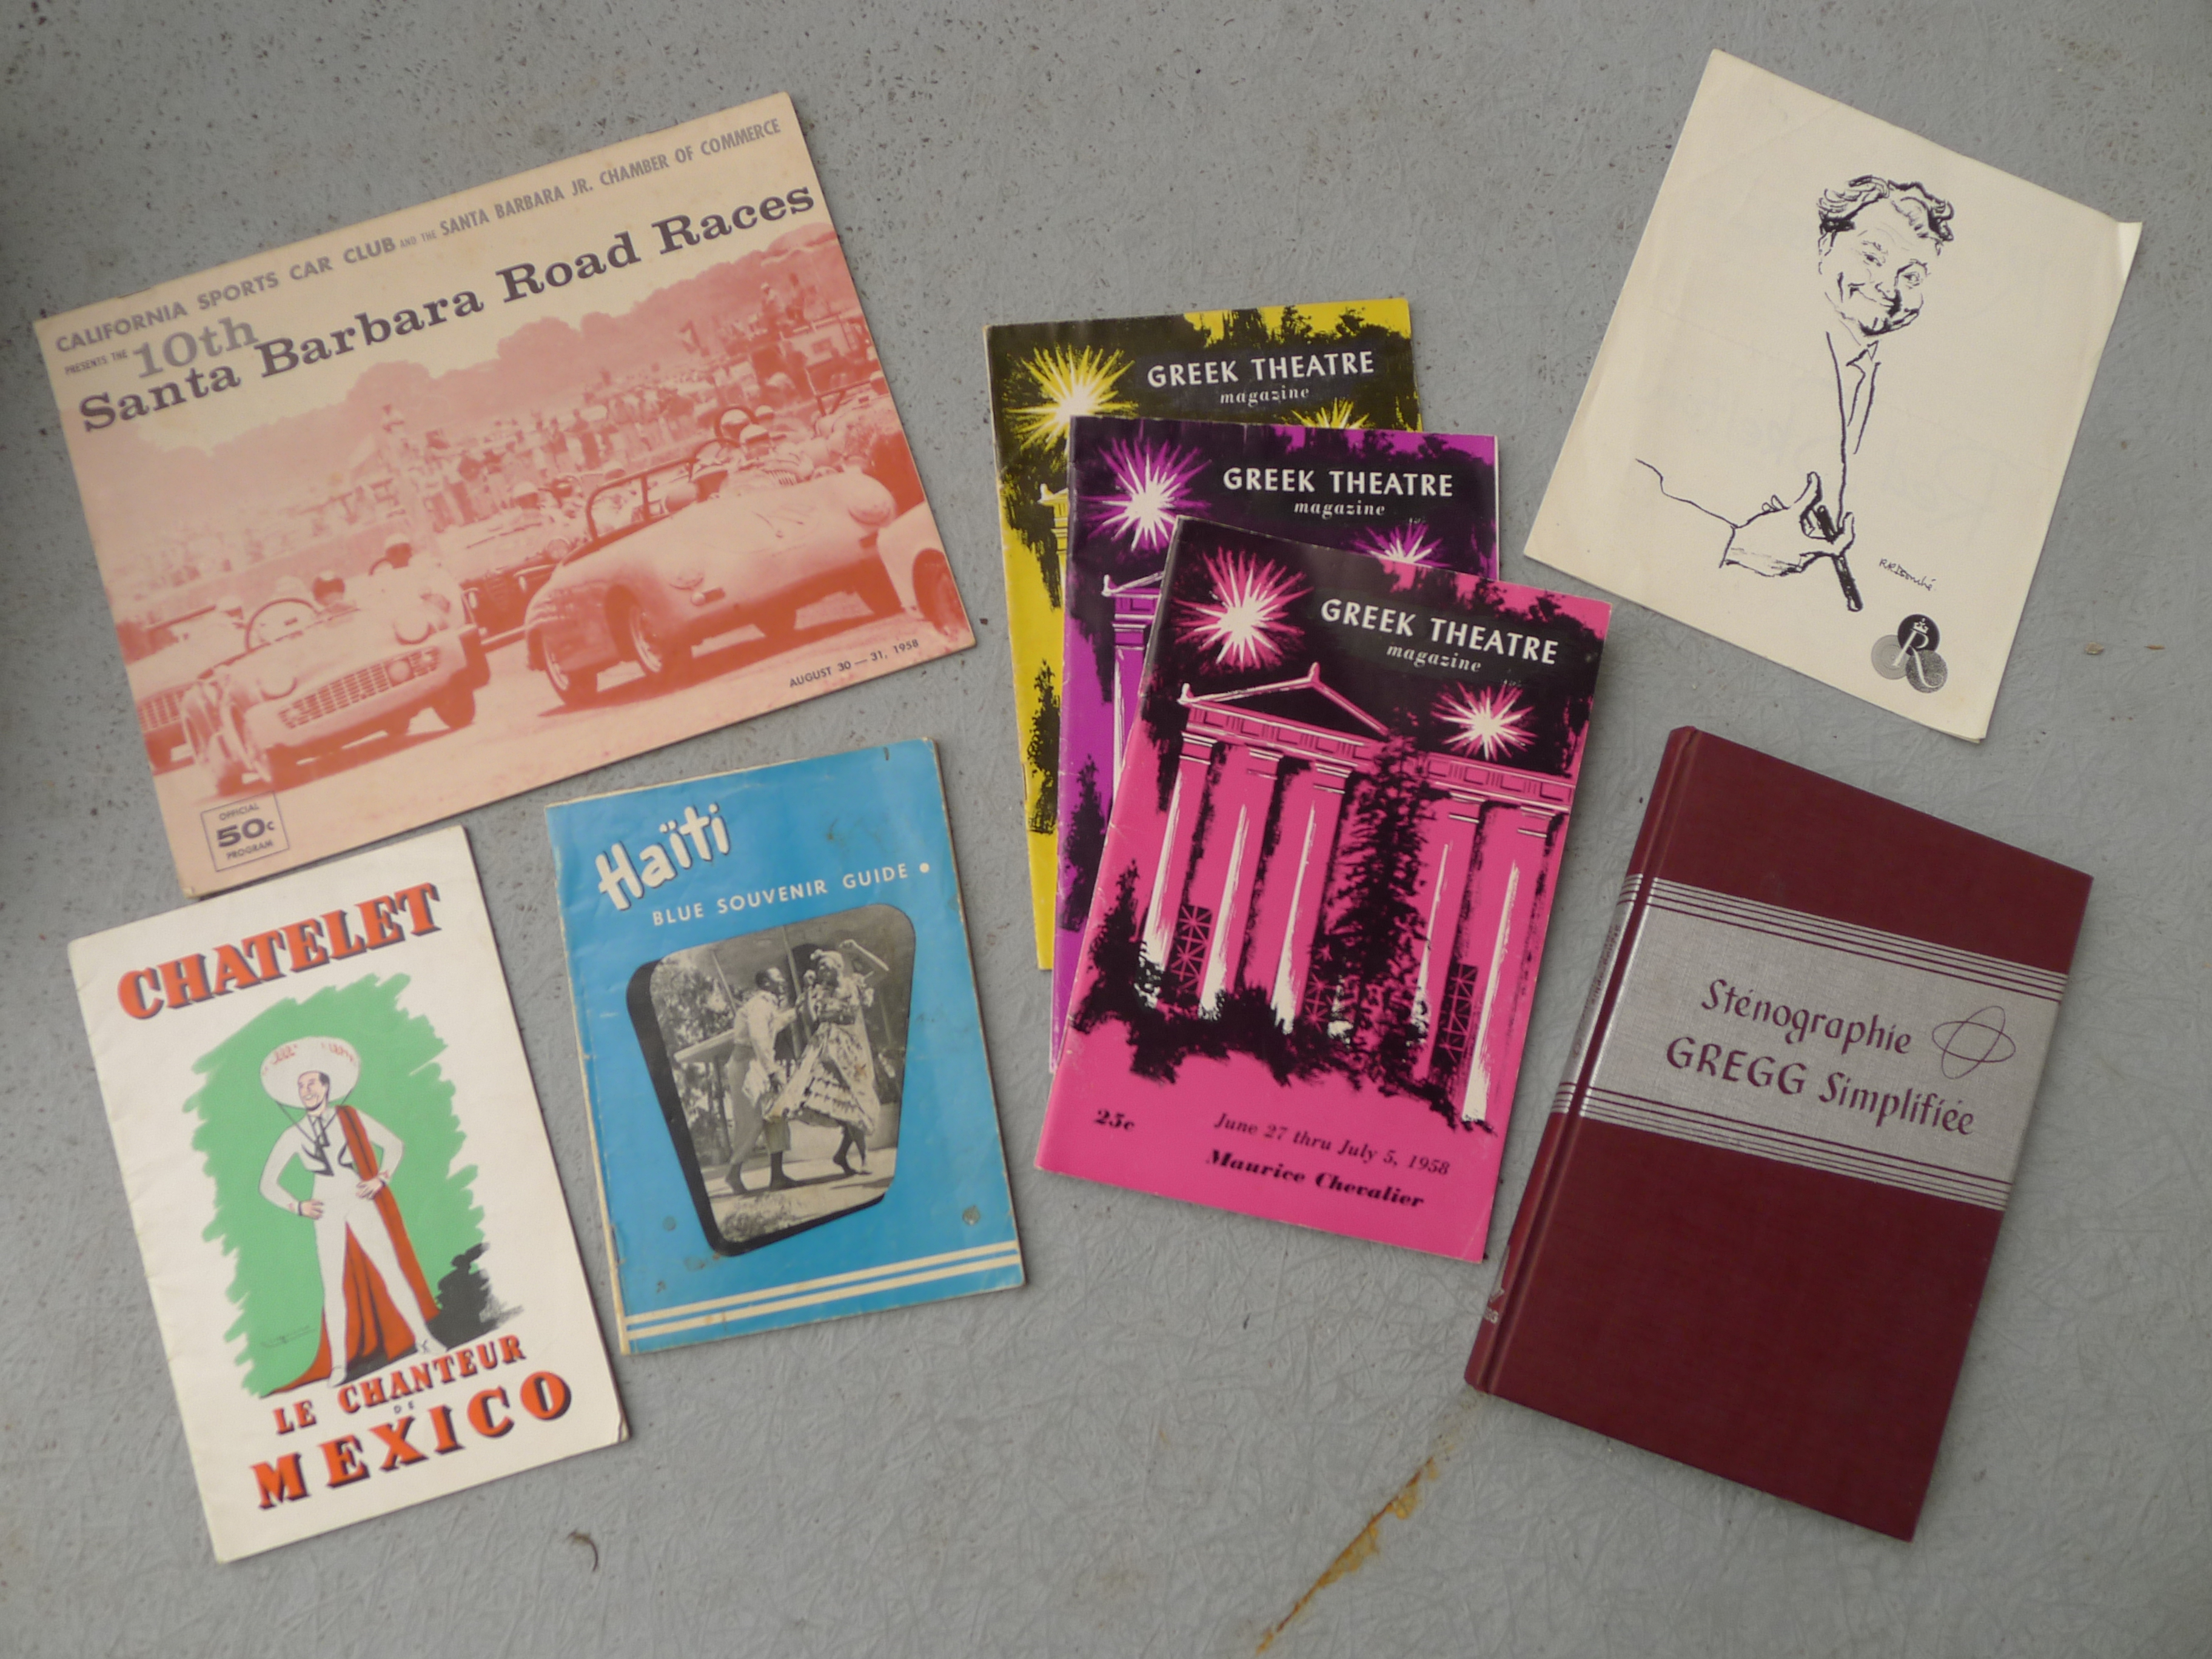 CALIFORNIA SPORTS CAR CLUB AND THE SANTA BARBARA JR. CHAMBER OF COMMERCE
PRESENTS THE 10th
Santa Barbara Road Races
AUGUST 30 — 31, 1958
OFFICIAL
50c
PROGRAM
CHATELET
LE CHANTEUR
DE
MEXICO
Haïti
BLUE SOUVENIR GUIDE •
GREEK THEATRE
magazine
GREEK THEATRE
magazine
GREEK THEATRE
magazine
25c
June 27 thru July 5, 1958
Maurice Chevalier
R
Sténographie
GREGG Simplifiée